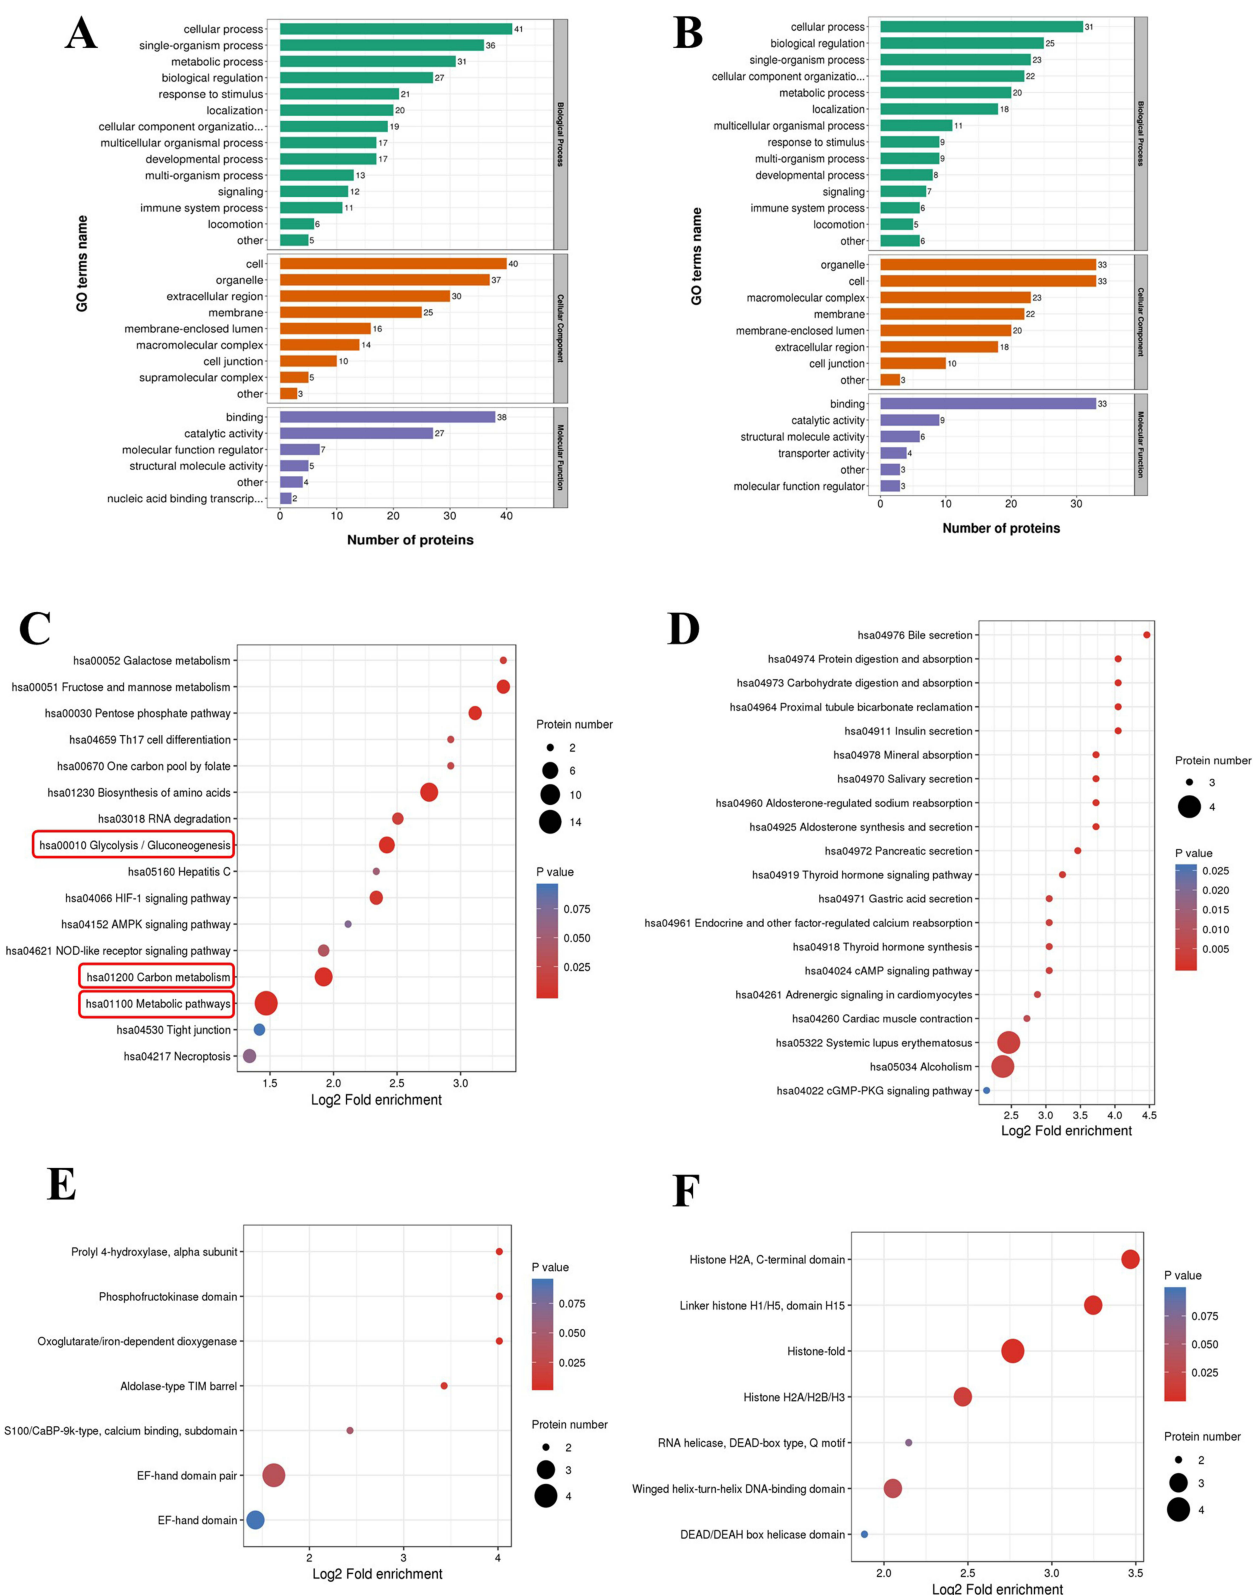 A
GO terms name
cellular process 41
single-organism process 36
metabolic process 31
biological regulation 27
response to stimulus 21
localization 20
cellular component organizatio... 19
multicellular organismal process 17
developmental process 17
multi-organism process 13
signaling 12
immune system process 11
locomotion 6
other 5
Biological Process
cell 40
organelle 37
extracellular region 30
membrane 25
membrane-enclosed lumen 16
macromolecular complex 14
cell junction 10
supramolecular complex 5
other 3
Cellular Component
binding 38
catalytic activity 27
molecular function regulator 7
structural molecule activity 5
other 4
nucleic acid binding transcrip... 2
Molecular Function
0 10 20 30 40
Number of proteins
B
GO terms name
cellular process 31
biological regulation 25
single-organism process 23
cellular component organizatio... 22
metabolic process 20
localization 18
multicellular organismal process 11
response to stimulus 9
multi-organism process 9
developmental process 8
signaling 7
immune system process 6
locomotion 5
other 6
Biological Process
organelle 33
cell 33
macromolecular complex 23
membrane 22
membrane-enclosed lumen 20
extracellular region 18
cell junction 10
other 3
Cellular Component
binding 33
catalytic activity 9
structural molecule activity 6
transporter activity 4
other 3
molecular function regulator 3
Molecular Function
0 10 20 30
Number of proteins
C
hsa00052 Galactose metabolism
hsa00051 Fructose and mannose metabolism
hsa00030 Pentose phosphate pathway
hsa04659 Th17 cell differentiation
hsa00670 One carbon pool by folate
hsa01230 Biosynthesis of amino acids
hsa03018 RNA degradation
hsa00010 Glycolysis / Gluconeogenesis
hsa05160 Hepatitis C
hsa04066 HIF-1 signaling pathway
hsa04152 AMPK signaling pathway
hsa04621 NOD-like receptor signaling pathway
hsa01200 Carbon metabolism
hsa01100 Metabolic pathways
hsa04530 Tight junction
hsa04217 Necroptosis
1.5 2.0 2.5 3.0
Log2 Fold enrichment
Protein number
2
6
10
14
P value
0.075
0.050
0.025
D
hsa04976 Bile secretion
hsa04974 Protein digestion and absorption
hsa04973 Carbohydrate digestion and absorption
hsa04964 Proximal tubule bicarbonate reclamation
hsa04911 Insulin secretion
hsa04978 Mineral absorption
hsa04970 Salivary secretion
hsa04960 Aldosterone-regulated sodium reabsorption
hsa04925 Aldosterone synthesis and secretion
hsa04972 Pancreatic secretion
hsa04919 Thyroid hormone signaling pathway
hsa04971 Gastric acid secretion
hsa04961 Endocrine and other factor-regulated calcium reabsorption
hsa04918 Thyroid hormone synthesis
hsa04024 cAMP signaling pathway
hsa04261 Adrenergic signaling in cardiomyocytes
hsa04260 Cardiac muscle contraction
hsa05322 Systemic lupus erythematosus
hsa05034 Alcoholism
hsa04022 cGMP-PKG signaling pathway
2.5 3.0 3.5 4.0 4.5
Log2 Fold enrichment
Protein number
3
4
P value
0.025
0.020
0.015
0.010
0.005
E
Prolyl 4-hydroxylase, alpha subunit
Phosphofructokinase domain
Oxoglutarate/iron-dependent dioxygenase
Aldolase-type TIM barrel
S100/CaBP-9k-type, calcium binding, subdomain
EF-hand domain pair
EF-hand domain
2 3 4
Log2 Fold enrichment
P value
0.075
0.050
0.025
Protein number
2
3
4
F
Histone H2A, C-terminal domain
Linker histone H1/H5, domain H15
Histone-fold
Histone H2A/H2B/H3
RNA helicase, DEAD-box type, Q motif
Winged helix-turn-helix DNA-binding domain
DEAD/DEAH box helicase domain
2.0 2.5 3.0 3.5
Log2 Fold enrichment
P value
0.075
0.050
0.025
Protein number
2
3
4